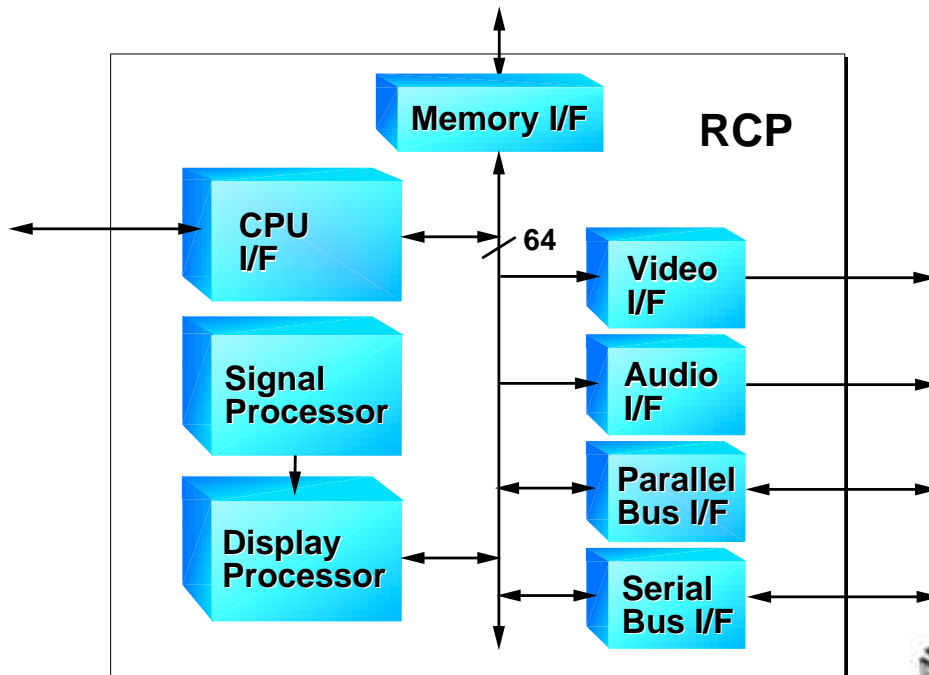 Memory I/F
RCP
CPU
I/F
64
Video
I/F
Signal
Processor
Audio
I/F
Parallel
Bus I/F
Display
Processor
Serial
Bus I/F